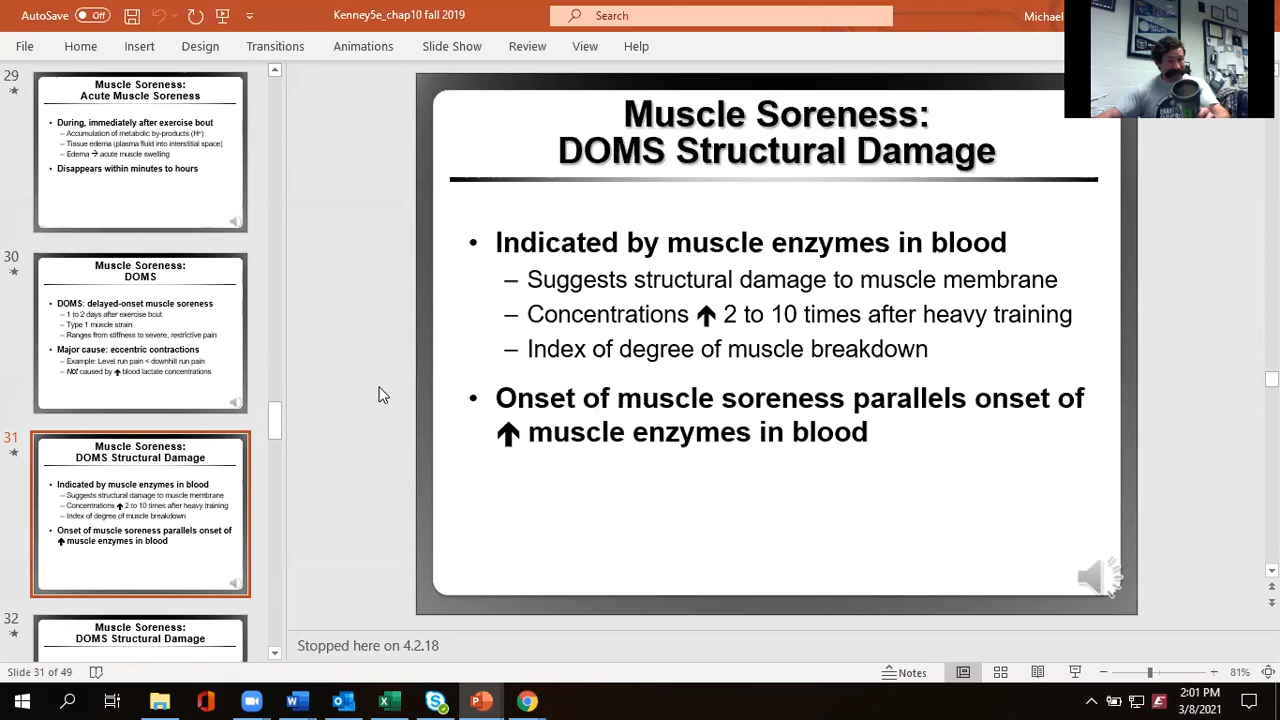 AutoSave Off
Kenney5e_chap10 fall 2019
Search
Michael
File Home Insert Design Transitions Animations Slide Show Review View Help
29
Muscle Soreness:
Acute Muscle Soreness
• During, immediately after exercise bout
– Accumulation of metabolic by-products (H+)
– Tissue edema (plasma fluid into interstitial space)
– Edema → acute muscle swelling
• Disappears within minutes to hours
30
Muscle Soreness:
DOMS
• DOMS: delayed-onset muscle soreness
– 1 to 2 days after exercise bout
– Type 1 muscle strain
– Ranges from stiffness to severe, restrictive pain
• Major cause: eccentric contractions
– Example: Level run pain < downhill run pain
– Not caused by ↑ blood lactate concentrations
31
Muscle Soreness:
DOMS Structural Damage
• Indicated by muscle enzymes in blood
– Suggests structural damage to muscle membrane
– Concentrations ↑ 2 to 10 times after heavy training
– Index of degree of muscle breakdown
• Onset of muscle soreness parallels onset of
↑ muscle enzymes in blood
32
Muscle Soreness:
DOMS Structural Damage
Muscle Soreness:
DOMS Structural Damage
• Indicated by muscle enzymes in blood
– Suggests structural damage to muscle membrane
– Concentrations ↑ 2 to 10 times after heavy training
– Index of degree of muscle breakdown
• Onset of muscle soreness parallels onset of
↑ muscle enzymes in blood
Stopped here on 4.2.18
Slide 31 of 49
Notes
81%
2:01 PM
3/8/2021